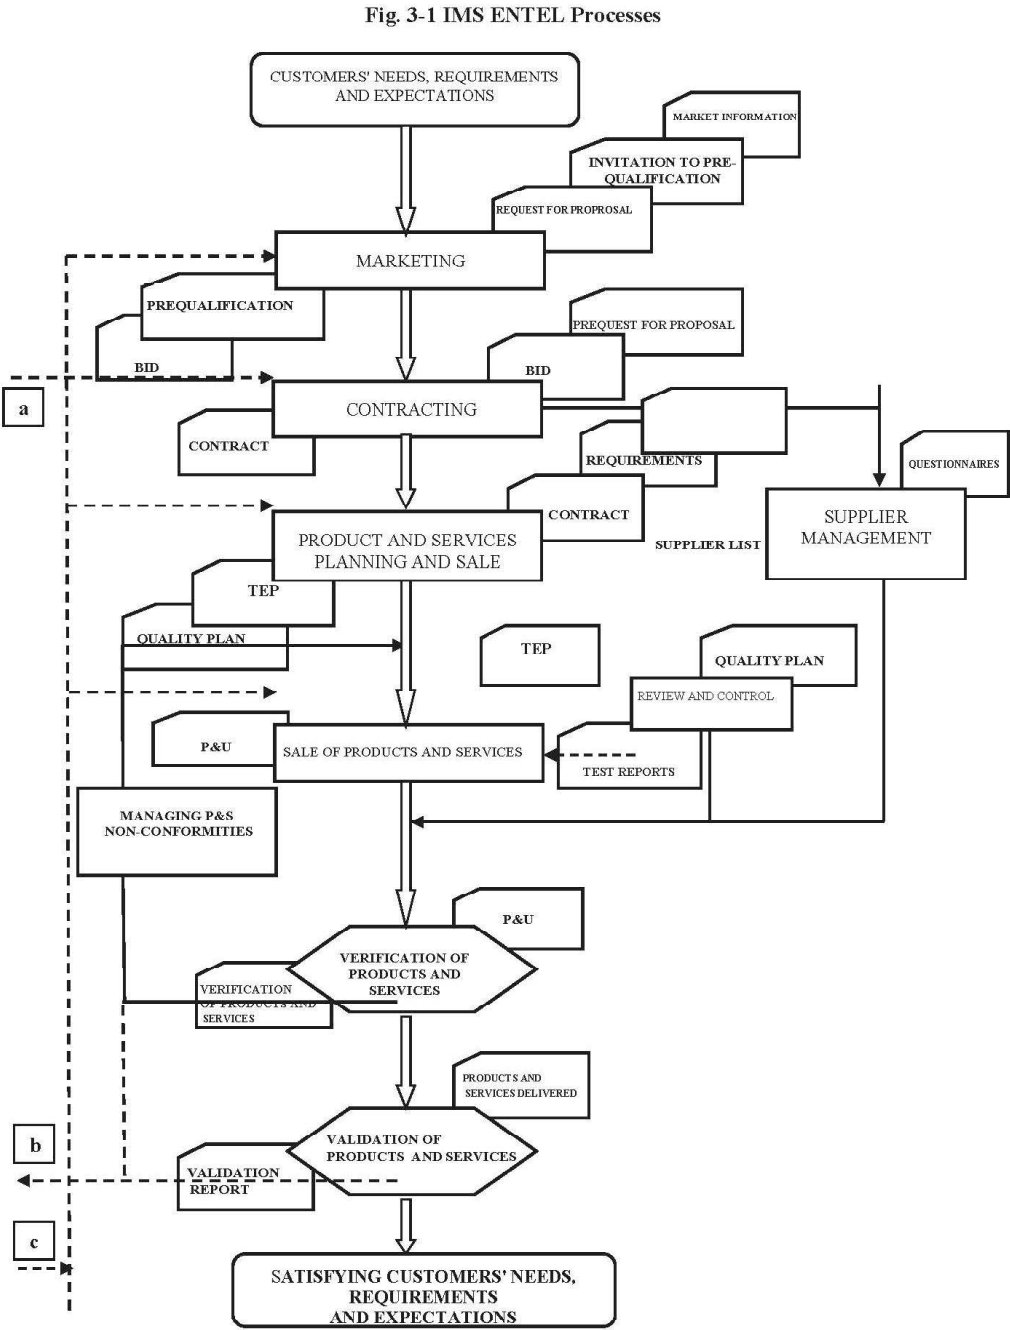 Fig. 3-1 IMS ENTEL Processes
CUSTOMERS' NEEDS, REQUIREMENTS
AND EXPECTATIONS
MARKET INFORMATION
INVITATION TO PRE-
QUALIFICATION
REQUEST FOR PROPROSAL
MARKETING
PREQUALIFICATION
BID
PREQUEST FOR PROPOSAL
BID
a
CONTRACTING
CONTRACT
REQUIREMENTS
QUESTIONNAIRES
CONTRACT
SUPPLIER LIST
SUPPLIER
MANAGEMENT
PRODUCT AND SERVICES
PLANNING AND SALE
TEP
QUALITY PLAN
TEP
QUALITY PLAN
REVIEW AND CONTROL
P&U
SALE OF PRODUCTS AND SERVICES
TEST REPORTS
MANAGING P&S
NON-CONFORMITIES
P&U
VERIFICATION OF
PRODUCTS AND
SERVICES
VERIFICATION
OF PRODUCTS AND
SERVICES
PRODUCTS AND
SERVICES DELIVERED
b
VALIDATION OF
PRODUCTS AND SERVICES
VALIDATION
REPORT
c
SATISFYING CUSTOMERS' NEEDS,
REQUIREMENTS
AND EXPECTATIONS